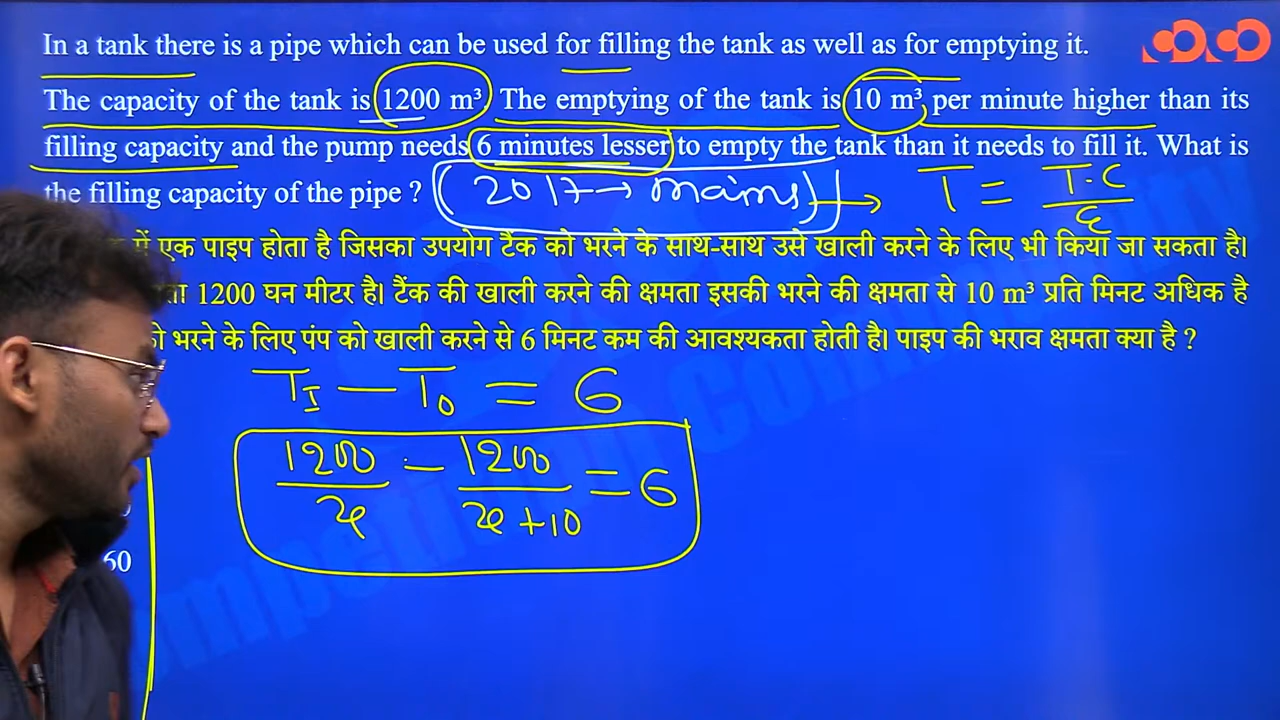 In a tank there is a pipe which can be used for filling the tank as well as for emptying it.
The capacity of the tank is 1200 m³. The emptying of the tank is 10 m³ per minute higher than its
filling capacity and the pump needs 6 minutes lesser to empty the tank than it needs to fill it. What is
the filling capacity of the pipe ? (2017 → mains) → T = T.C / E
में एक पाइप होता है जिसका उपयोग टैंक को भरने के साथ-साथ उसे खाली करने के लिए भी किया जा सकता है।
1200 घन मीटर है। टैंक की खाली करने की क्षमता इसकी भरने की क्षमता से 10 m³ प्रति मिनट अधिक है
भरने के लिए पंप को खाली करने से 6 मिनट कम की आवश्यकता होती है। पाइप की भराव क्षमता क्या है ?
T_I – T_O = 6
1200/x – 1200/(x+10) = 6
60